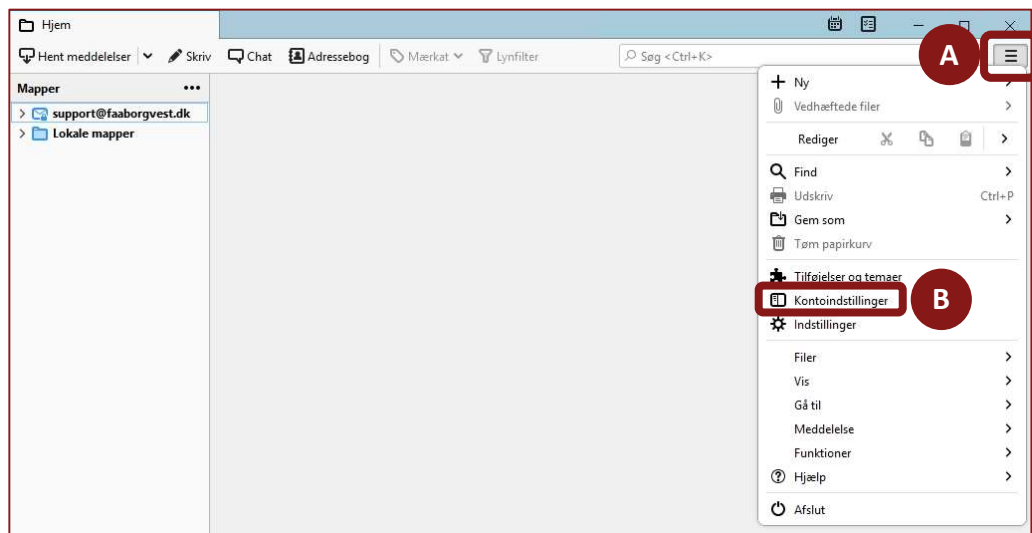 Hjem
Hent meddelelser Skriv Chat Adressebog Mærkat Lynfilter Søg <Ctrl+K>
A
Mapper
support@faaborgvest.dk
Lokale mapper
Ny
Vedhæftede filer
Rediger
Find
Udskriv Ctrl+P
Gem som
Tøm papirkurv
Tilføjelser og temaer
Kontoindstillinger
B
Indstillinger
Filer
Vis
Gå til
Meddelelse
Funktioner
Hjælp
Afslut